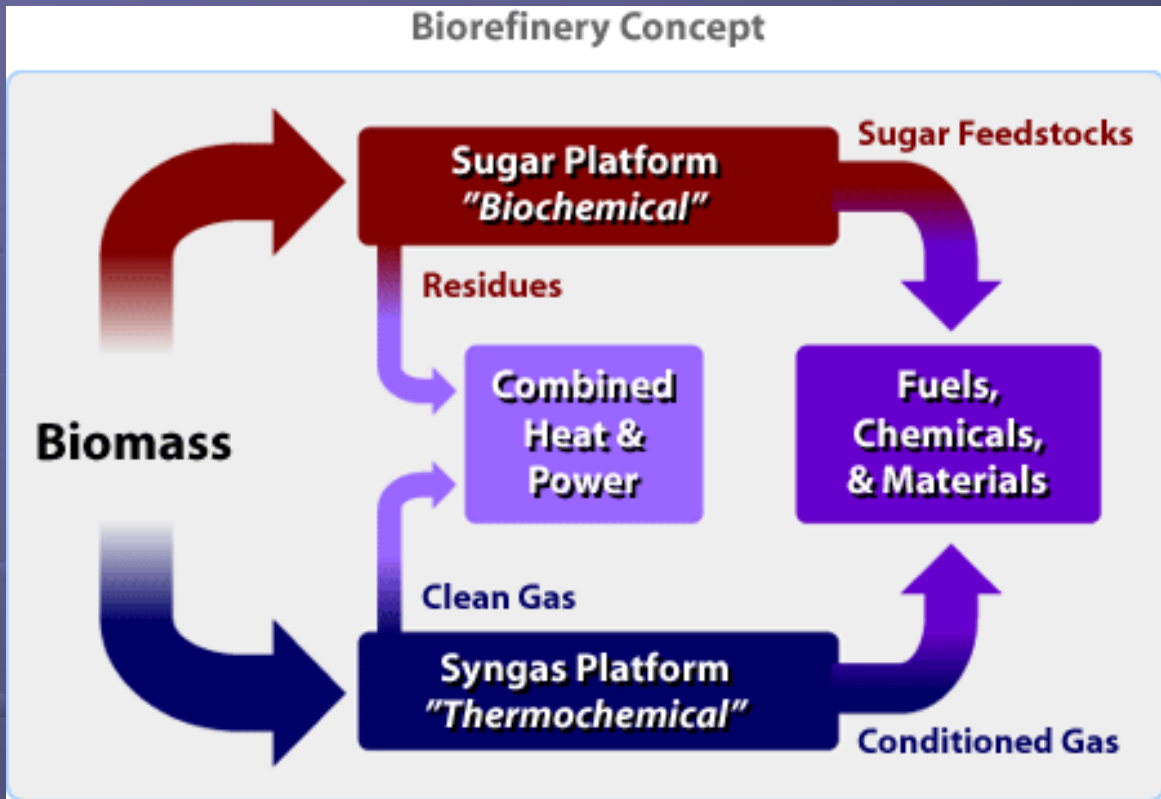 Biorefinery Concept
Sugar Feedstocks
Sugar Platform
"Biochemical"
Residues
Combined
Heat &
Power
Fuels,
Chemicals,
& Materials
Biomass
Clean Gas
Syngas Platform
"Thermochemical"
Conditioned Gas